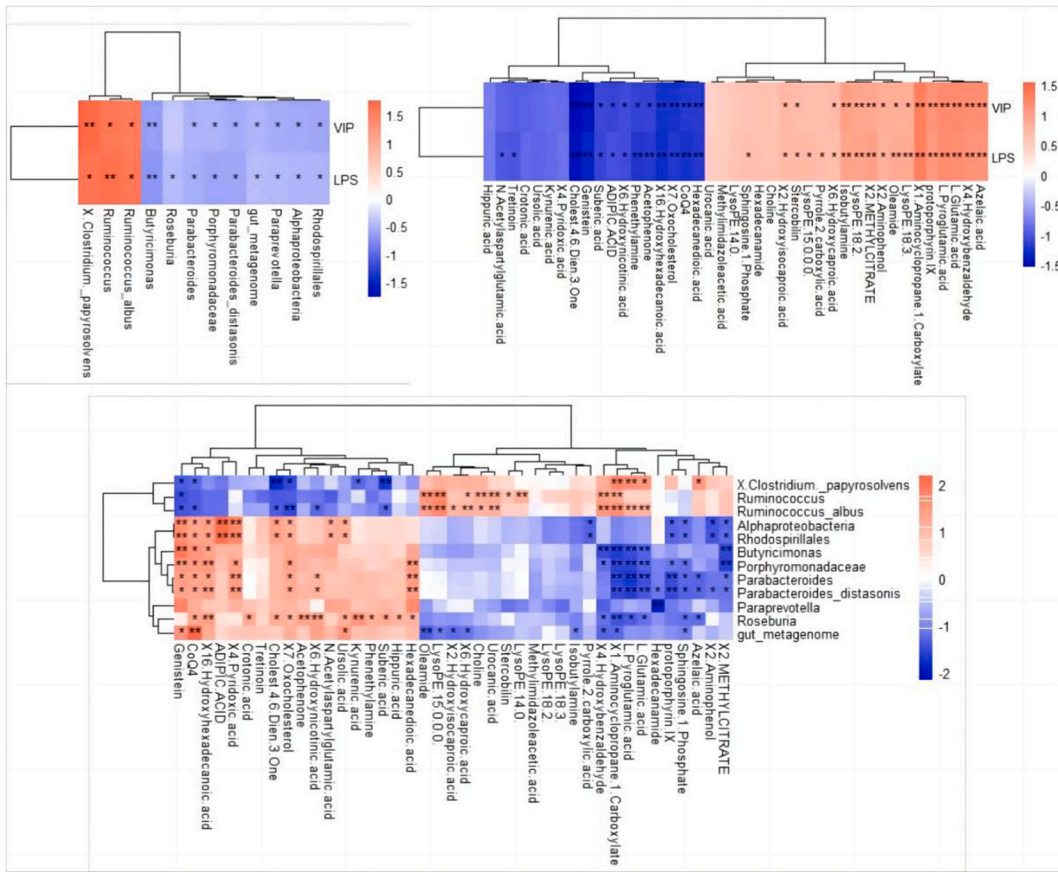 VIP
LPS
1.5
1
0.5
0
-0.5
-1
-1.5
X.Clostridium._papyrosolvens
Ruminococcus
Ruminococcus_albus
Butyricimonas
Roseburia
Parabacteroides
Porphyromonadaceae
Parabacteroides_distasonis
gut_metagenome
Paraprevotella
Alphaproteobacteria
Rhodospirillales
VIP
LPS
1.5
1
0.5
0
-0.5
-1
-1.5
Hippuric.acid
N.Acetylaspartylglutamic.acid
Tretinoin
Crotonic.acid
Ursolic.acid
Kynurenic.acid
X4.Pyridoxic.acid
Cholest.4.6.Dien.3.One
Genistein
Suberic.acid
ADIPIC.ACID
X6.Hydroxynicotinic.acid
Phenethylamine
Acetophenone
X16.Hydroxyhexadecanoic.acid
X7.Oxocholesterol
CoQ4
Hexadecanedioic.acid
Urocanic.acid
Methylimidazoleacetic.acid
LysoPE.14.0.
Sphingosine.1.Phosphate
Hexadecanamide
Choline
X2.Hydroxyisocaproic.acid
Stercobilin
LysoPE.15.0.0.0.
Pyrrole.2.carboxylic.acid
X6.Hydroxycaproic.acid
Isobutylamine
LysoPE.18.2.
X2.METHYLCITRATE
X2.Aminophenol
Oleamide
LysoPE.18.3.
X1.Aminocyclopropane.1.Carboxylate
protoporphyrin.IX
L.Pyroglutamic.acid
L.Glutamic.acid
X4.Hydroxybenzaldehyde
Azelaic.acid
X.Clostridium._papyrosolvens
Ruminococcus
Ruminococcus_albus
Alphaproteobacteria
Rhodospirillales
Butyricimonas
Porphyromonadaceae
Parabacteroides
Parabacteroides_distasonis
Paraprevotella
Roseburia
gut_metagenome
2
1
0
-1
-2
Genistein
CoQ4
X16.Hydroxyhexadecanoic.acid
ADIPIC.ACID
X4.Pyridoxic.acid
Crotonic.acid
Tretinoin
Cholest.4.6.Dien.3.One
X7.Oxocholesterol
Acetophenone
X6.Hydroxynicotinic.acid
N.Acetylaspartylglutamic.acid
Ursolic.acid
Kynurenic.acid
Phenethylamine
Suberic.acid
Hippuric.acid
Hexadecanedioic.acid
Oleamide
LysoPE.15.0.0.0.
X2.Hydroxyisocaproic.acid
X6.Hydroxycaproic.acid
Choline
Urocanic.acid
Stercobilin
LysoPE.14.0.
Methylimidazoleacetic.acid
LysoPE.18.2.
LysoPE.18.3.
Isobutylamine
Pyrrole.2.carboxylic.acid
X4.Hydroxybenzaldehyde
X1.Aminocyclopropane.1.Carboxylate
L.Pyroglutamic.acid
L.Glutamic.acid
Hexadecanamide
protoporphyrin.IX
Sphingosine.1.Phosphate
Azelaic.acid
X2.Aminophenol
X2.METHYLCITRATE